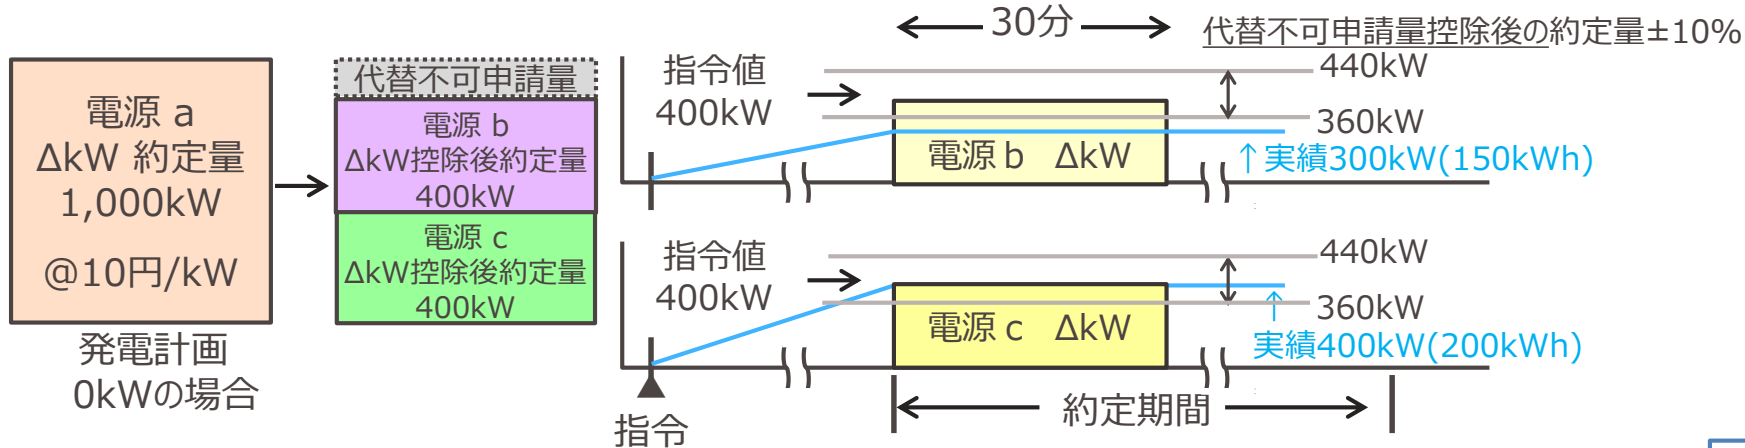 電源 a
ΔkW 約定量
1,000kW
@10円/kW
発電計画
0kWの場合
代替不可申請量
電源 b
ΔkW控除後約定量
400kW
電源 c
ΔkW控除後約定量
400kW
30分
代替不可申請量控除後の約定量±10%
指令値
400kW
440kW
360kW
電源 b ΔkW
↑実績300kW(150kWh)
指令値
400kW
440kW
360kW
電源 c ΔkW
↑
実績400kW(200kWh)
約定期間
指令